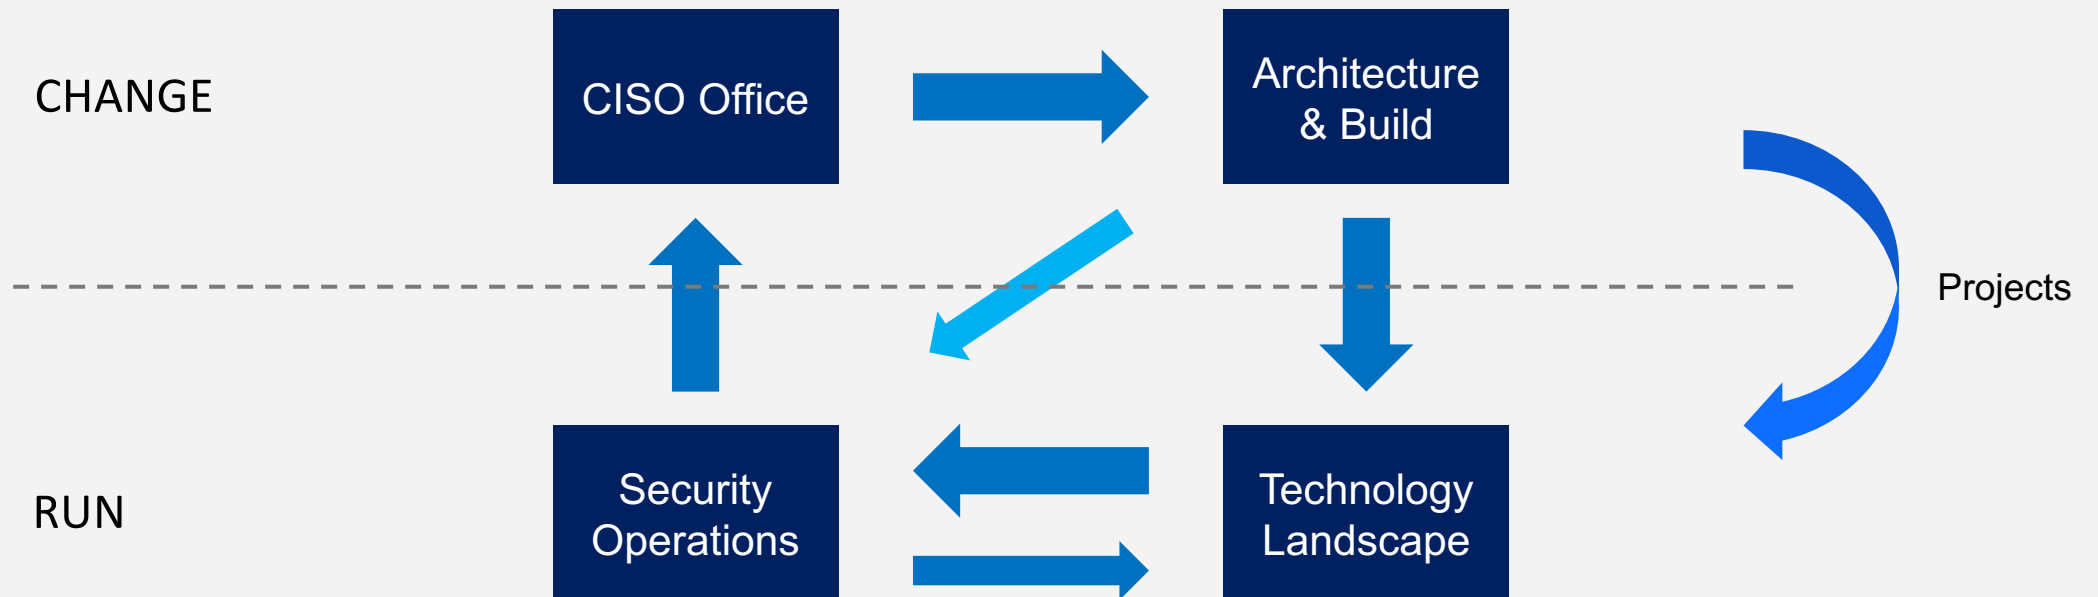 CHANGE
CISO Office
Architecture
& Build
Projects
RUN
Security
Operations
Technology
Landscape